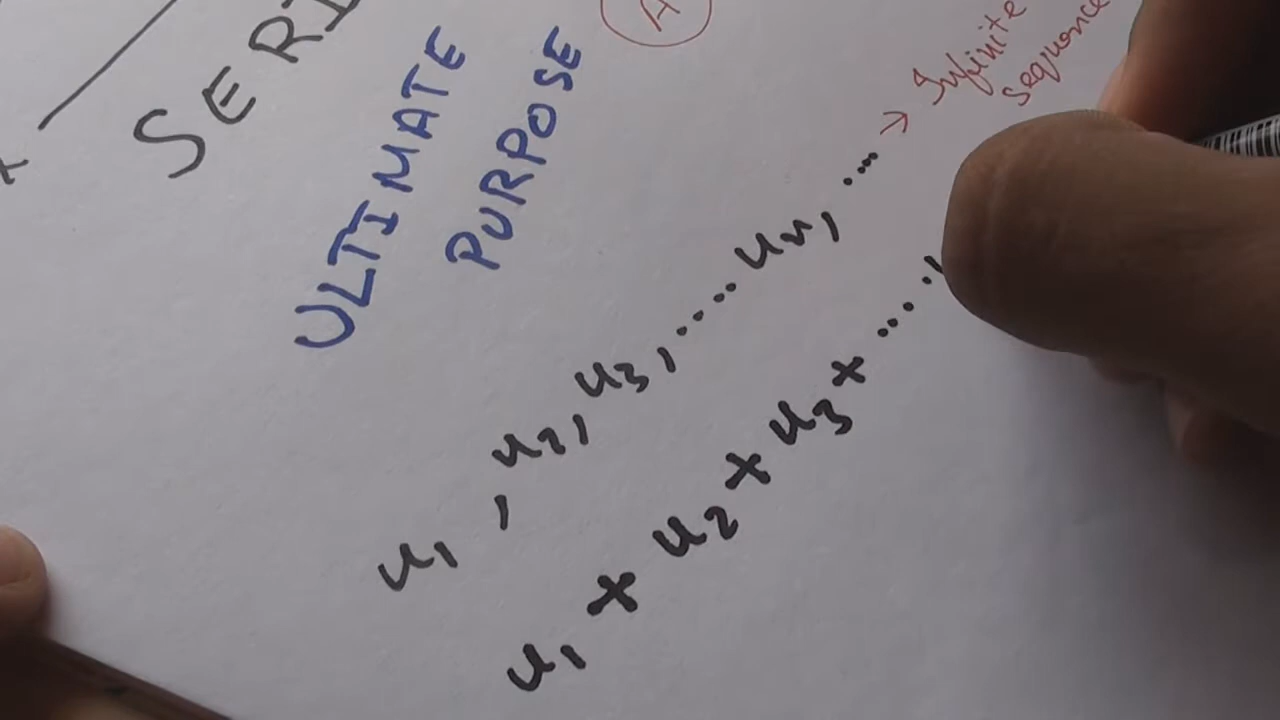 SERI
ULTIMATE
PURPOSE
A
u1, u2, u3, .... un, .... → Infinite
sequence
u1 + u2 + u3 + ....